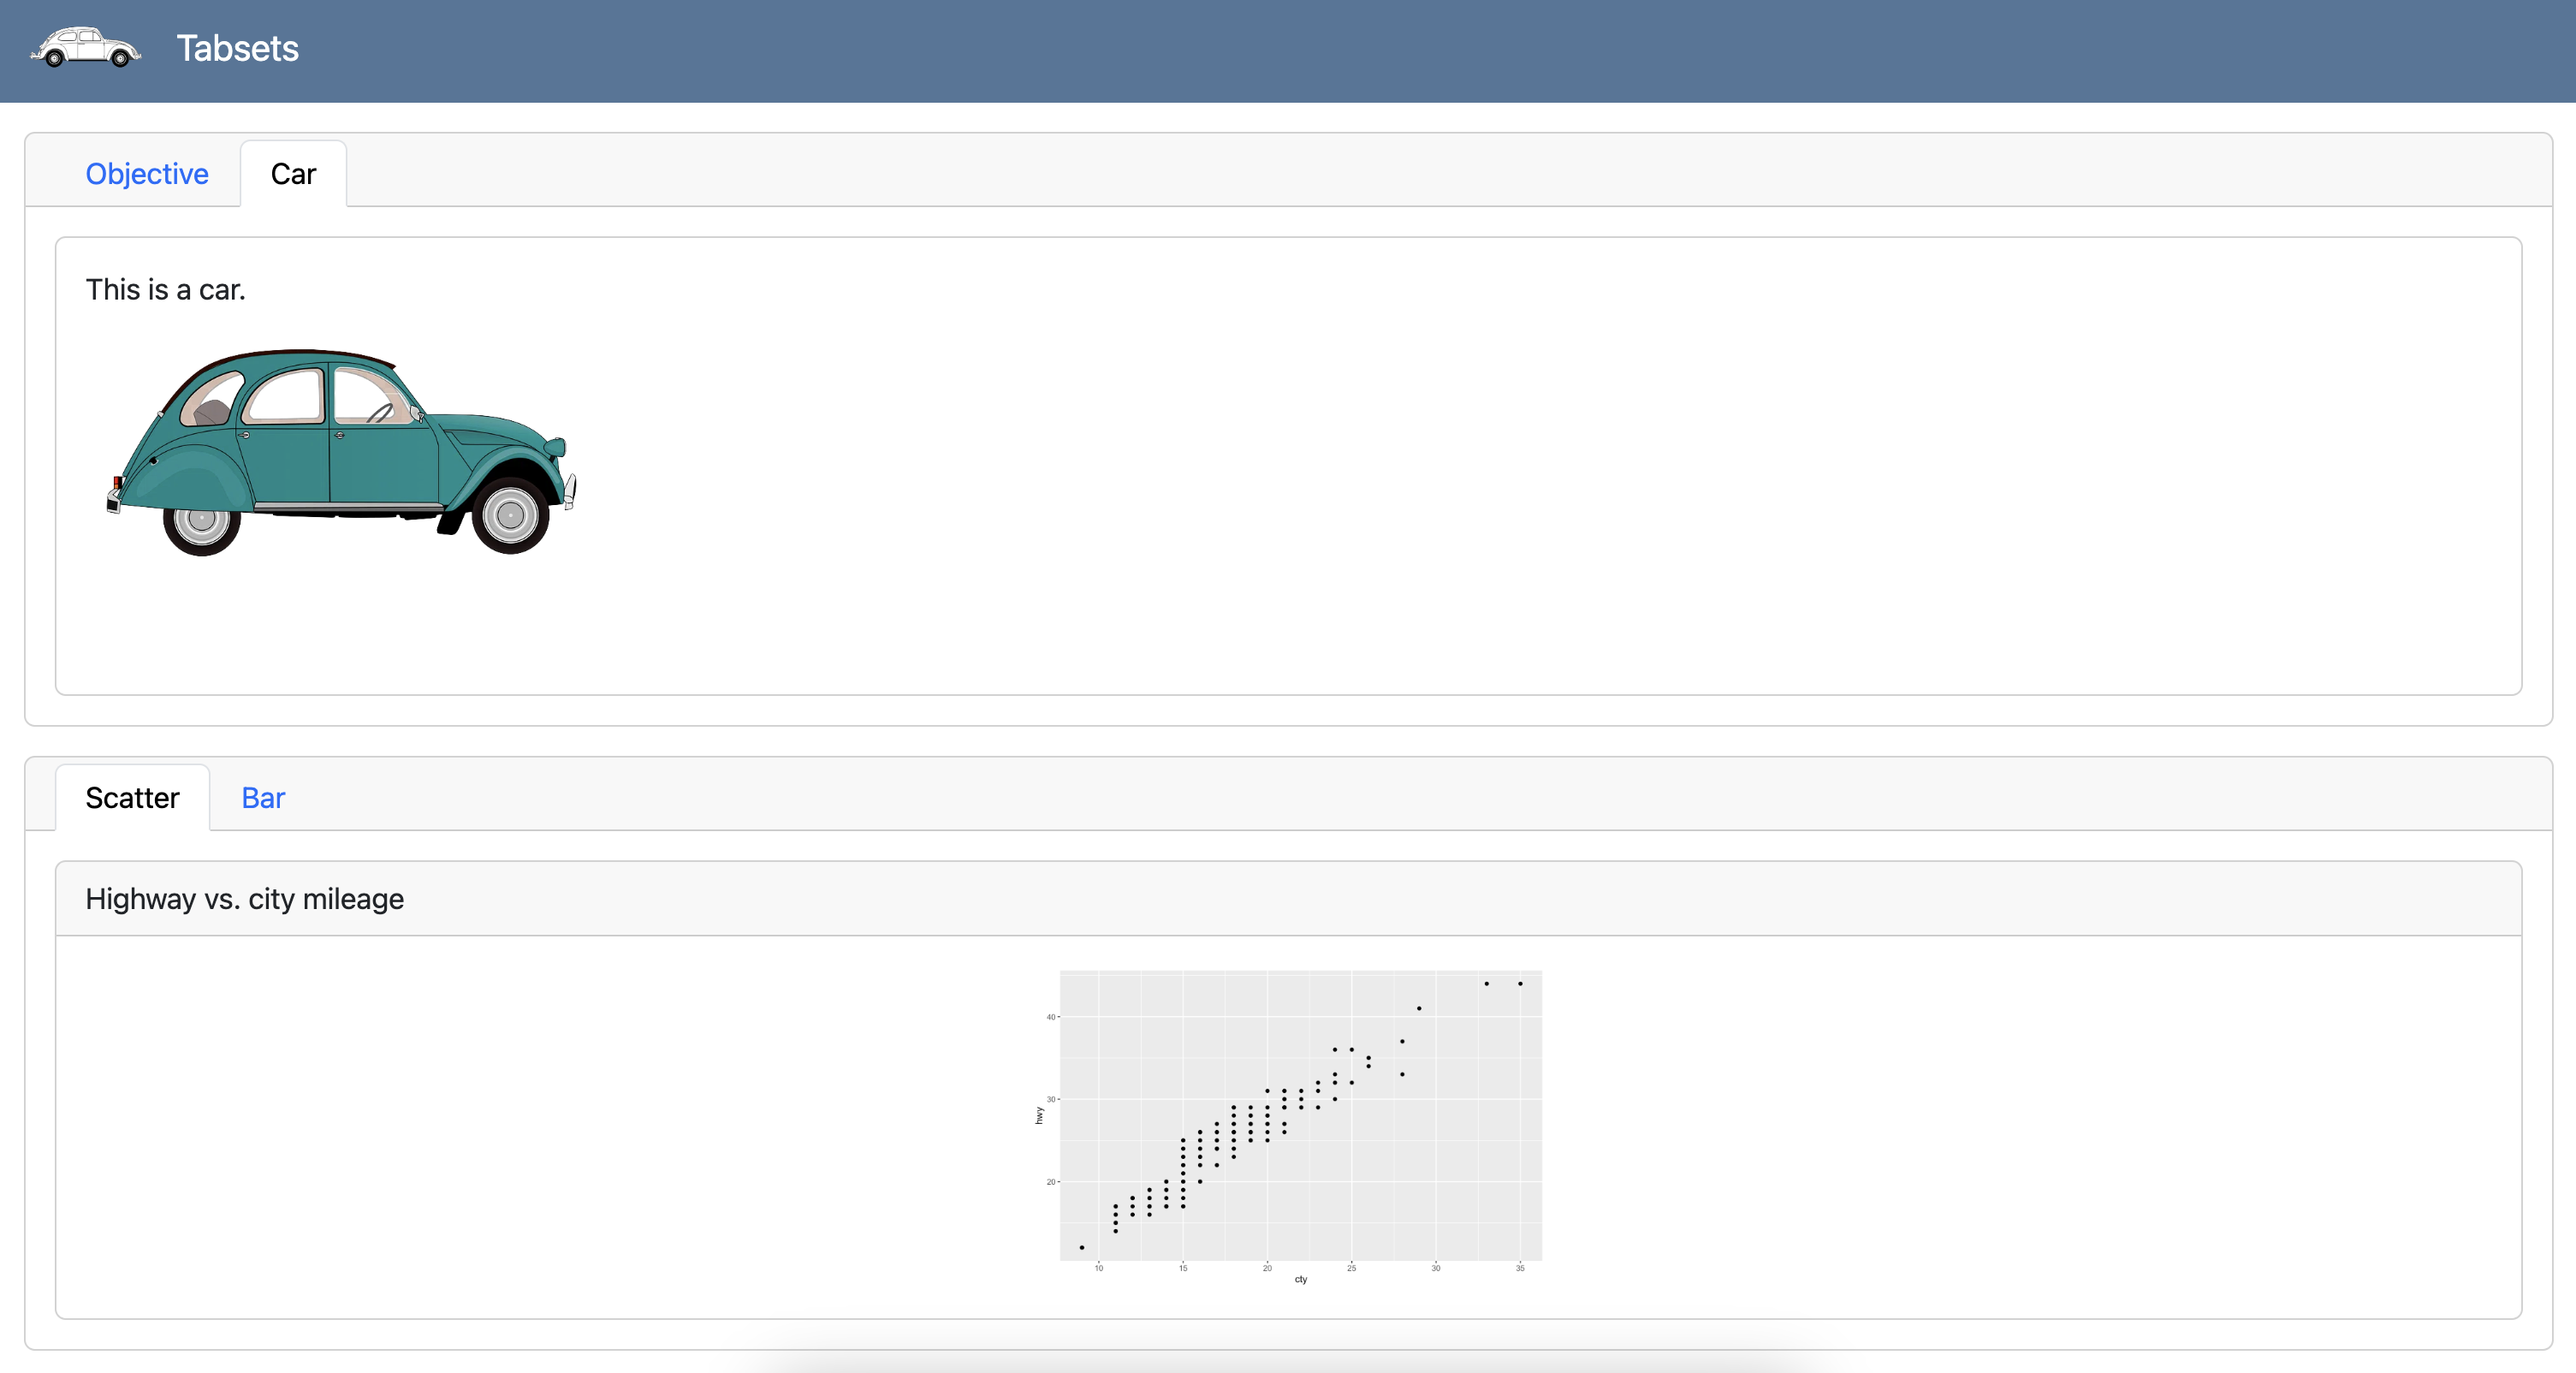 Tabsets
Objective Car
This is a car.
Scatter Bar
Highway vs. city mileage
40
30
hwy
20
10 15 20 25 30 35
cty